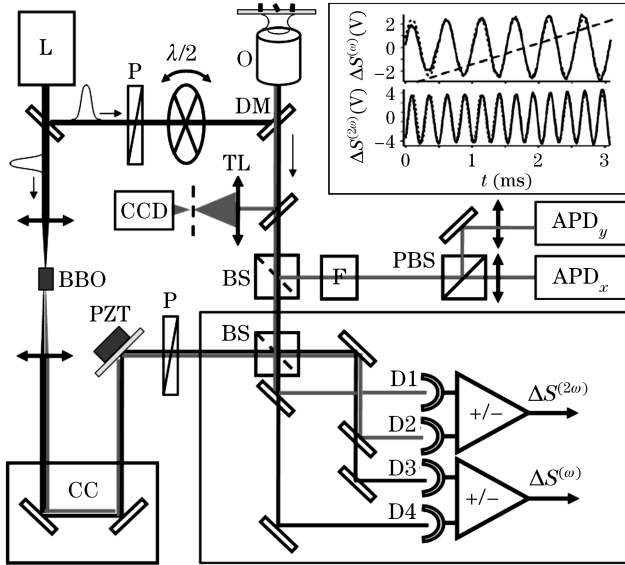 L
P
λ/2
O
DM
TL
CCD
BBO
PZT
P
CC
BS
BS
F
PBS
APD_y
APD_x
D1
D2
D3
D4
+/−
+/−
ΔS^(2ω)
ΔS^(ω)
ΔS^(ω)(V)
2
0
−2
ΔS^(2ω)(V)
4
0
−4
0 1 2 3
t (ms)